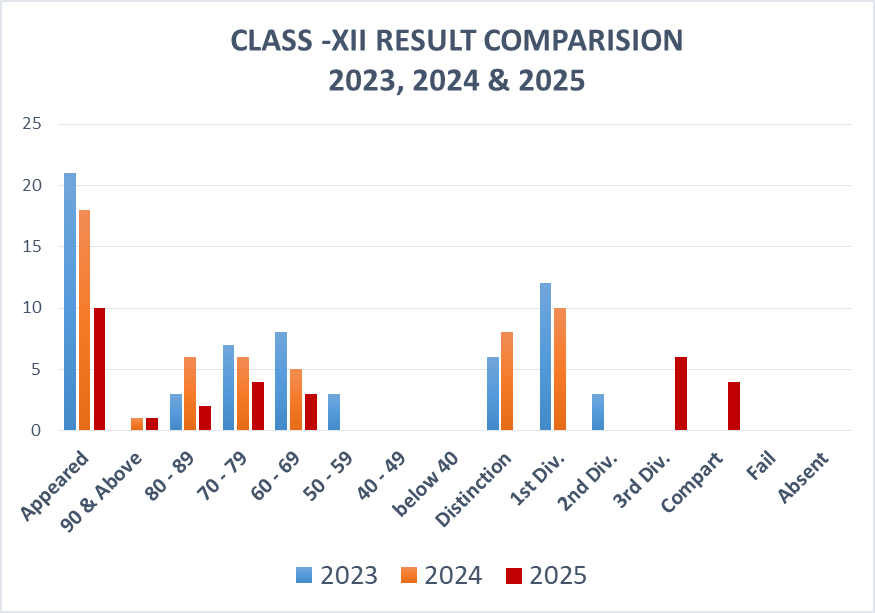 CLASS -XII RESULT COMPARISION
2023, 2024 & 2025
25
20
15
10
5
0
Appeared
90 & Above
80 - 89
70 - 79
60 - 69
50 - 59
40 - 49
below 40
Distinction
1st Div.
2nd Div.
3rd Div.
Compart
Fail
Absent
2023 2024 2025